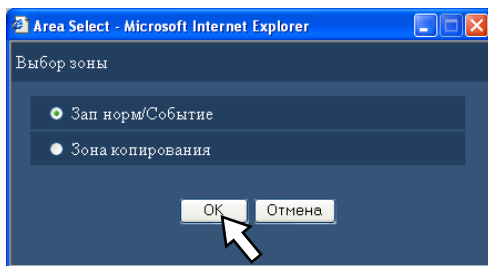 Area Select - Microsoft Internet Explorer
Выбор зоны
Зап норм/Событие
Зона копирования
OK Отмена